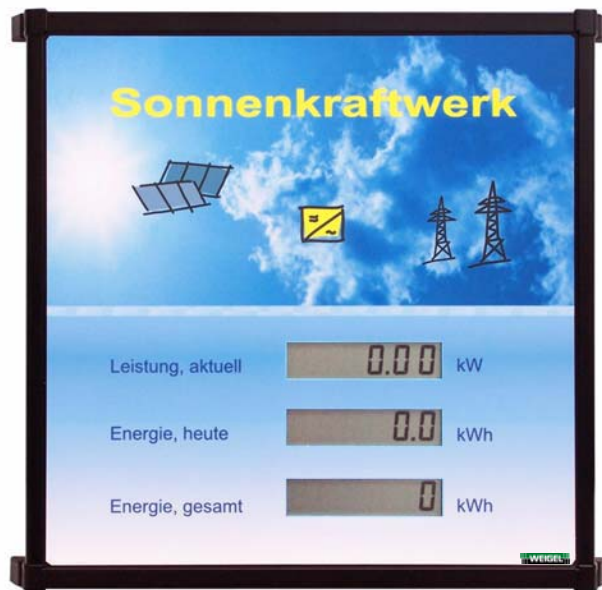 Sonnenkraftwerk
Leistung, aktuell 0.00 kW
Energie, heute 0.0 kWh
Energie, gesamt 0 kWh
WEIGEL